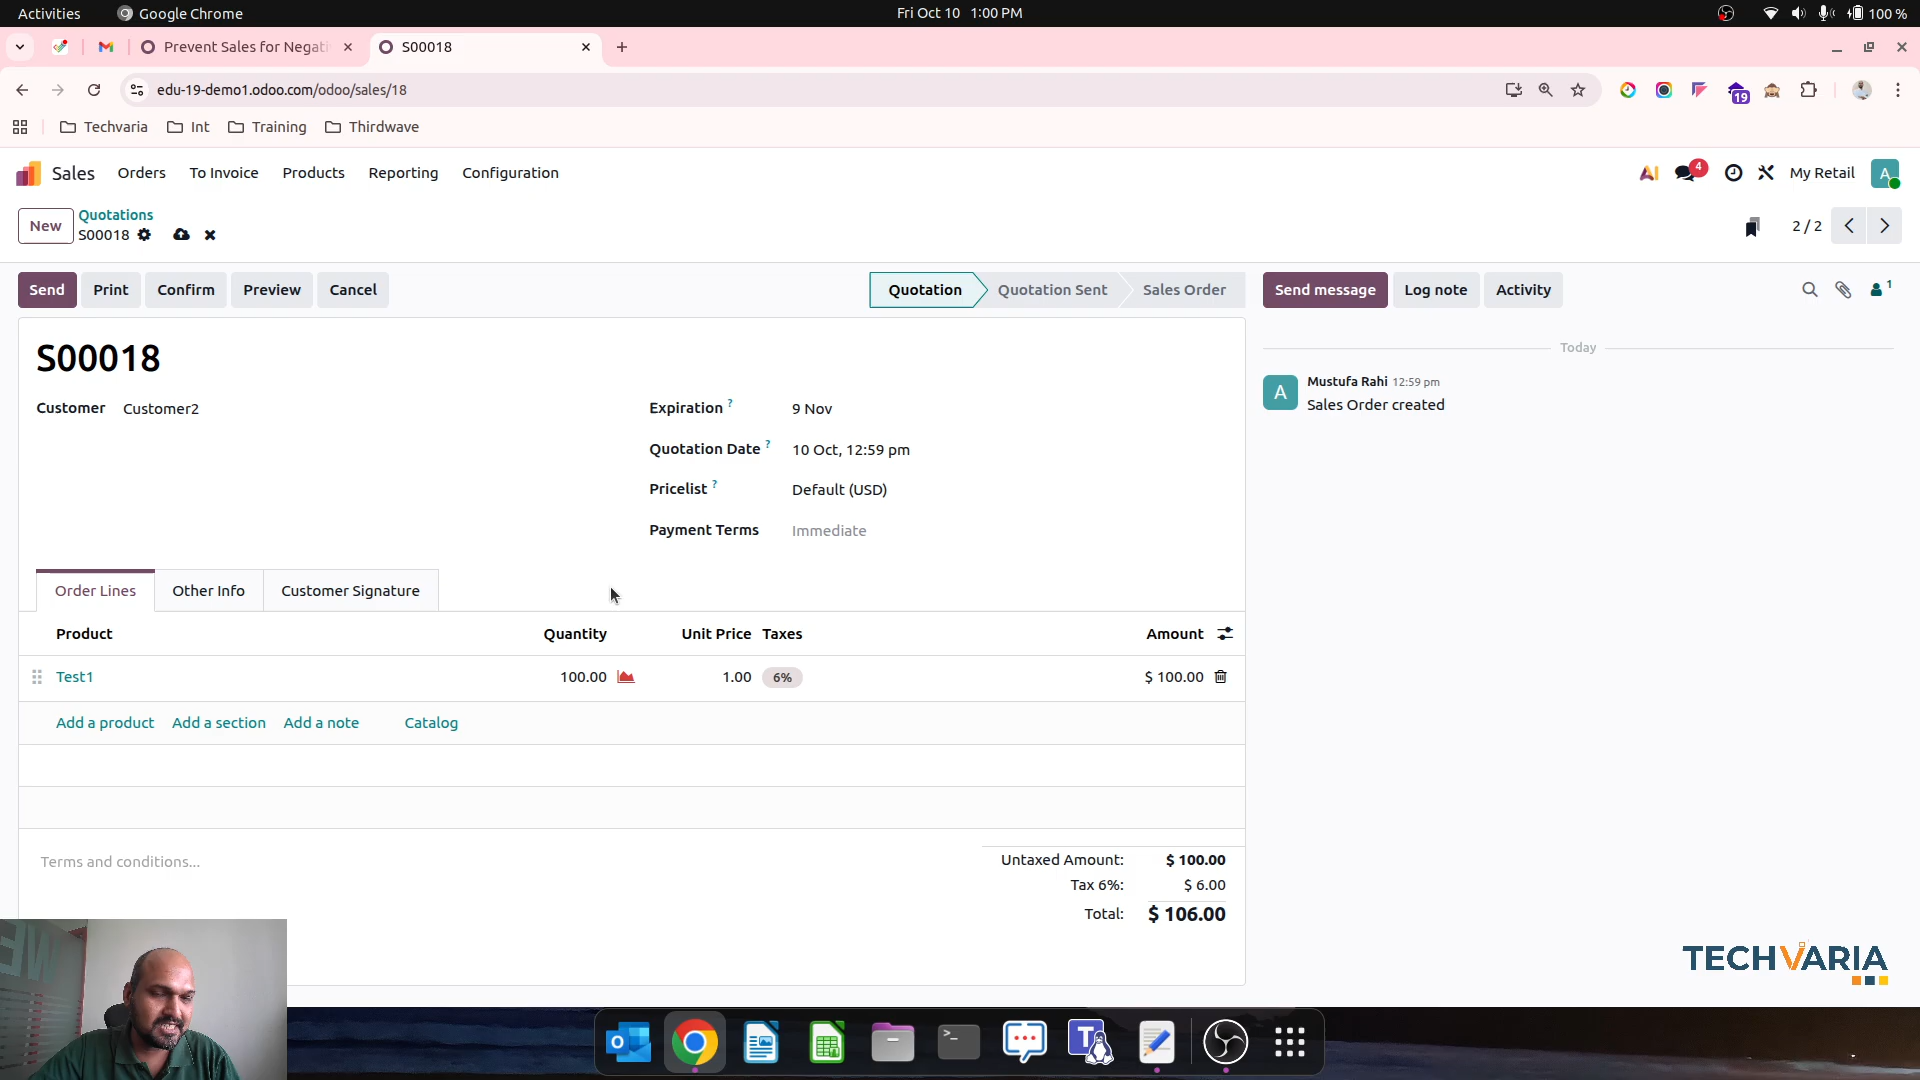 Activities
Google Chrome
Fri Oct 10 1:00 PM
100 %
Prevent Sales for Negati
S00018
edu-19-demo1.odoo.com/odoo/sales/18
19
Techvaria
Int
Training
Thirdwave
Sales
Orders
To Invoice
Products
Reporting
Configuration
AI
4
My Retail
A
New
Quotations
S00018
2 / 2
Send
Print
Confirm
Preview
Cancel
Quotation
Quotation Sent
Sales Order
Send message
Log note
Activity
1
S00018
Customer Customer2
Expiration ? 9 Nov
Quotation Date ? 10 Oct, 12:59 pm
Pricelist ? Default (USD)
Payment Terms Immediate
Today
A
Mustufa Rahi 12:59 pm
Sales Order created
Order Lines
Other Info
Customer Signature
Product Quantity Unit Price Taxes Amount
Test1 100.00 1.00 6% $ 100.00
Add a product Add a section Add a note Catalog
Terms and conditions...
Untaxed Amount: $ 100.00
Tax 6%: $ 6.00
Total: $ 106.00
TECHVARIA